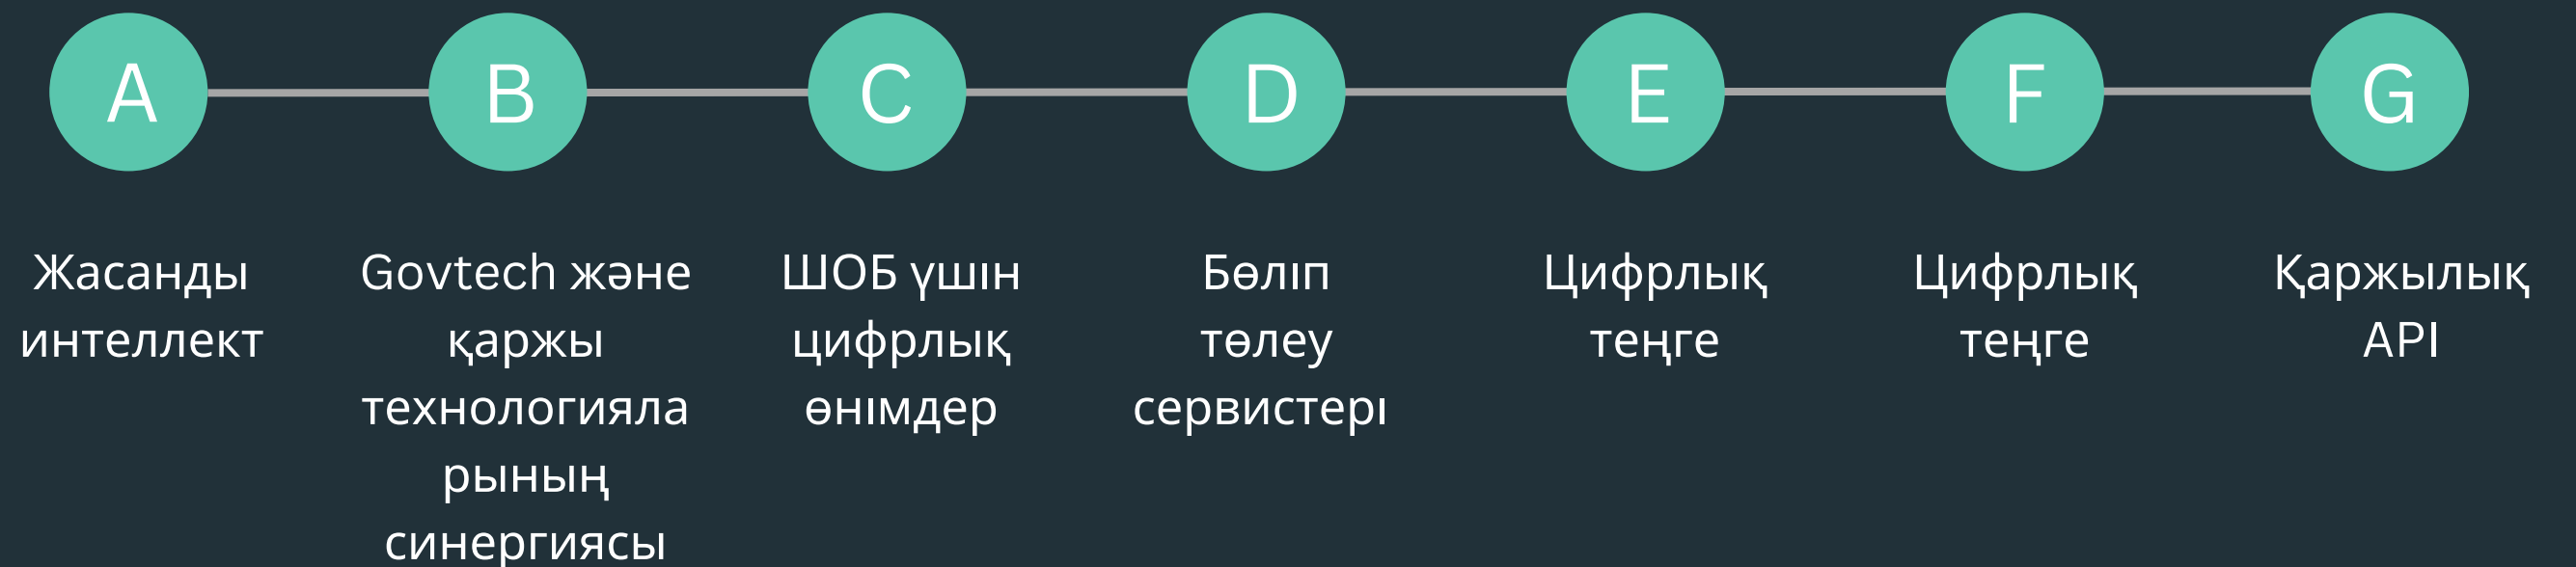 A
B
C
D
E
F
G
Жасанды
интеллект
Govtech және
қаржы
технологияла
рының
синергиясы
ШОБ үшін
цифрлық
өнімдер
Бөліп
төлеу
сервистері
Цифрлық
теңге
Цифрлық
теңге
Қаржылық
API